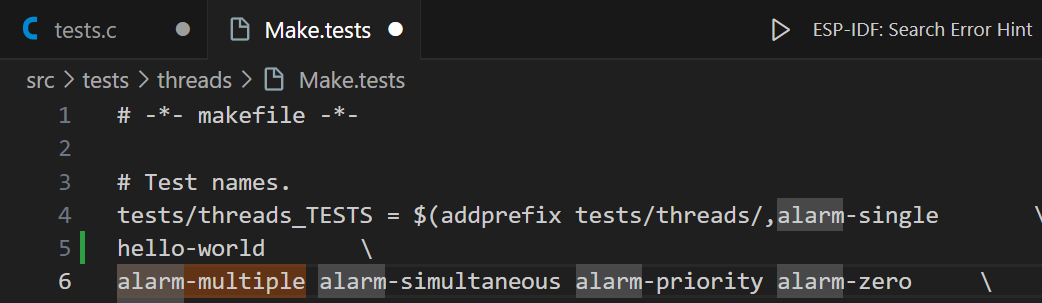 tests.c Make.tests ESP-IDF: Search Error Hint
src > tests > threads > Make.tests
1 # -*- makefile -*-
2
3 # Test names.
4 tests/threads_TESTS = $(addprefix tests/threads/,alarm-single \
5 hello-world \
6 alarm-multiple alarm-simultaneous alarm-priority alarm-zero \